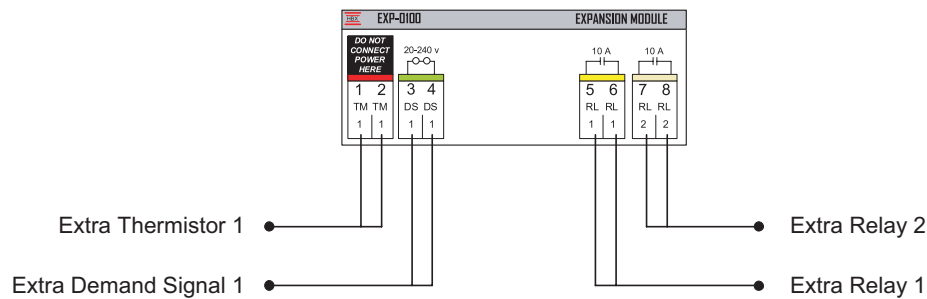 HBX EXP-0100 EXPANSION MODULE
DO NOT
CONNECT
POWER
HERE
20-240 v
10 A 10 A
1 2 3 4 5 6 7 8
TM TM DS DS RL RL RL RL
1 1 1 1 1 1 2 2
Extra Thermistor 1 Extra Relay 2
Extra Demand Signal 1 Extra Relay 1